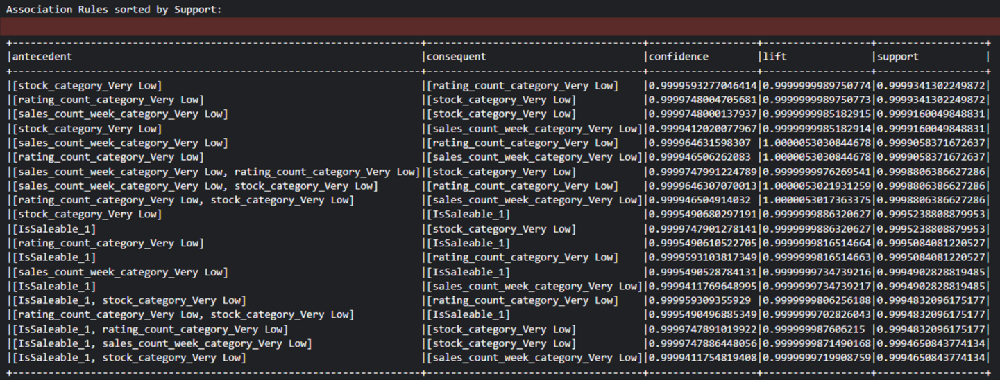 Association Rules sorted by Support:
+------------------------------------------------------------------+-----------------------------------+------------------+------------------+------------------+
|antecedent |consequent |confidence |lift |support |
+------------------------------------------------------------------+-----------------------------------+------------------+------------------+------------------+
|[stock_category_Very Low] |[rating_count_category_Very Low] |0.9999593277046414|0.9999999989750774|0.9999341302249872|
|[rating_count_category_Very Low] |[stock_category_Very Low] |0.9999748004705681|0.9999999989750773|0.9999341302249872|
|[sales_count_week_category_Very Low] |[stock_category_Very Low] |0.9999748000137937|0.9999999985182915|0.9999160049848831|
|[stock_category_Very Low] |[sales_count_week_category_Very Low]|0.9999412020077967|0.9999999985182914|0.9999160049848831|
|[sales_count_week_category_Very Low] |[rating_count_category_Very Low] |0.999964631598307 |1.0000053030844678|0.9999058371672637|
|[rating_count_category_Very Low] |[sales_count_week_category_Very Low]|0.999946506262083 |1.0000053030844678|0.9999058371672637|
|[sales_count_week_category_Very Low, rating_count_category_Very Low]|[stock_category_Very Low] |0.9999747991224789|0.9999999976269541|0.9998806386627286|
|[sales_count_week_category_Very Low, stock_category_Very Low] |[rating_count_category_Very Low] |0.9999646307070013|1.0000053021931259|0.9998806386627286|
|[rating_count_category_Very Low, stock_category_Very Low] |[sales_count_week_category_Very Low]|0.999946504914032 |1.0000053017363375|0.9998806386627286|
|[stock_category_Very Low] |[IsSaleable_1] |0.9995490680297191|0.9999999886320627|0.9995238808879953|
|[IsSaleable_1] |[stock_category_Very Low] |0.9999747901278141|0.9999999886320627|0.9995238808879953|
|[rating_count_category_Very Low] |[IsSaleable_1] |0.9995490610522705|0.9999999816514664|0.9995084081220527|
|[IsSaleable_1] |[rating_count_category_Very Low] |0.9999593103817349|0.9999999816514663|0.9995084081220527|
|[sales_count_week_category_Very Low] |[IsSaleable_1] |0.9995490528784131|0.9999999734739216|0.9994902828819485|
|[IsSaleable_1] |[sales_count_week_category_Very Low]|0.9999411769648995|0.9999999734739217|0.9994902828819485|
|[IsSaleable_1, stock_category_Very Low] |[rating_count_category_Very Low] |0.999959309355929 |0.9999999806256188|0.9994832096175177|
|[rating_count_category_Very Low, stock_category_Very Low] |[IsSaleable_1] |0.9995490496885349|0.9999999702826043|0.9994832096175177|
|[IsSaleable_1, rating_count_category_Very Low] |[stock_category_Very Low] |0.9999747891019922|0.999999987606215 |0.9994832096175177|
|[IsSaleable_1, sales_count_week_category_Very Low] |[stock_category_Very Low] |0.9999747886448056|0.9999999871490168|0.9994650843774134|
|[IsSaleable_1, stock_category_Very Low] |[sales_count_week_category_Very Low]|0.9999411754819408|0.9999999719908759|0.9994650843774134|
+------------------------------------------------------------------+-----------------------------------+------------------+------------------+------------------+